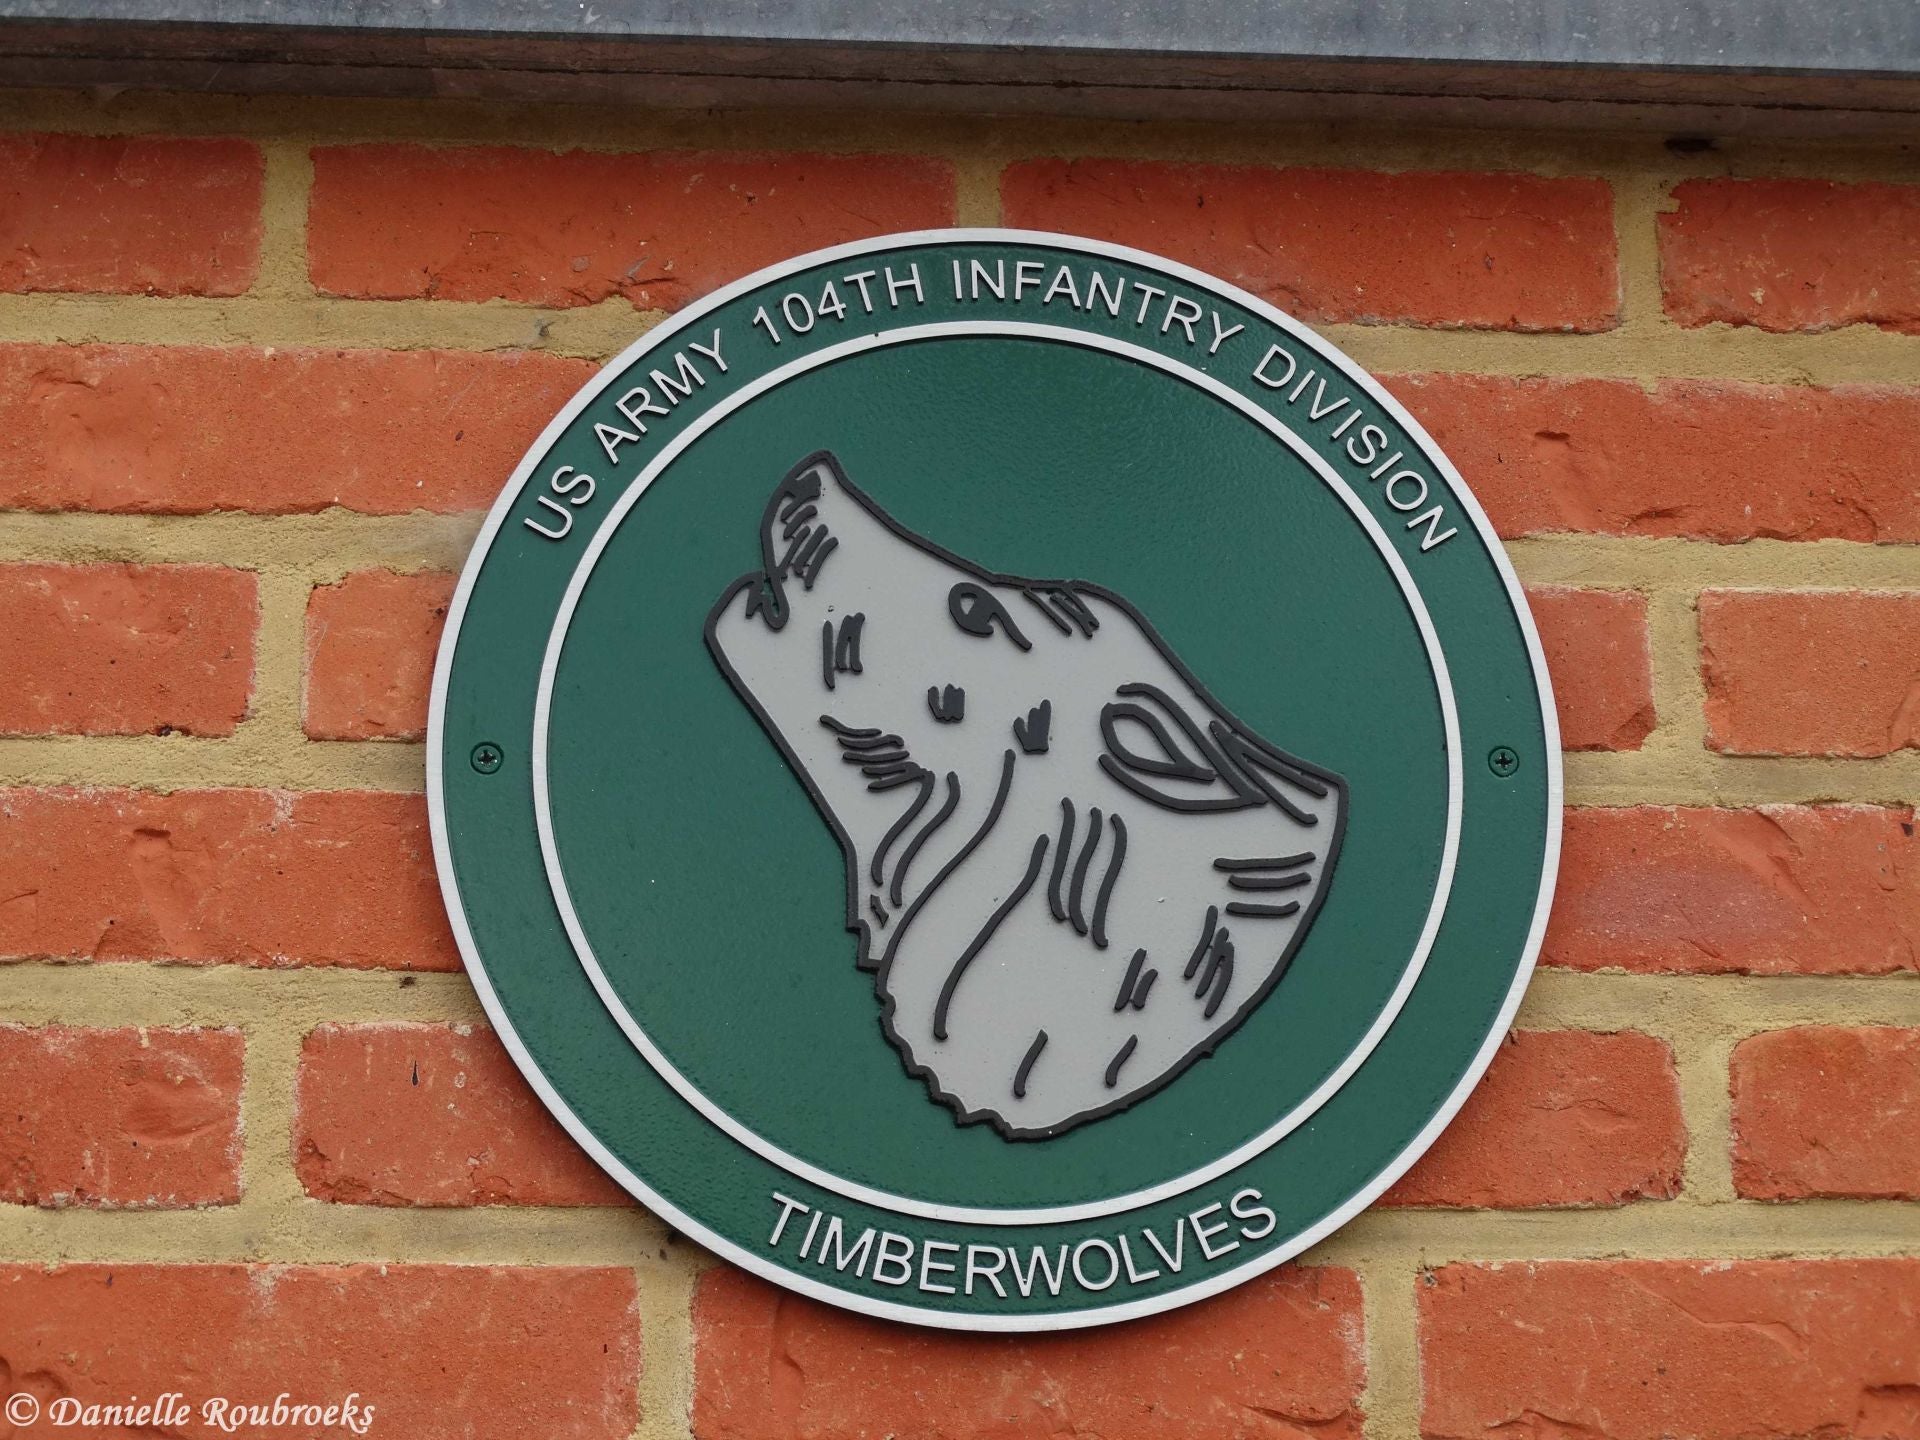 US ARMY 104TH INFANTRY DIVISION
TIMBERWOLVES
© Danielle Roubroeks